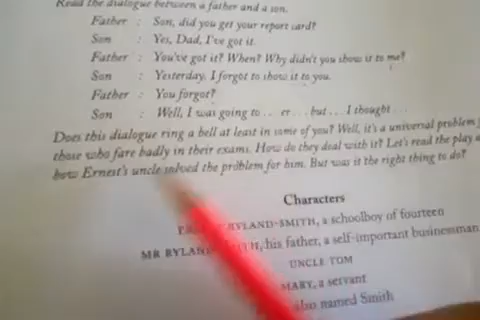 Read the dialogue between a father and a son.
Father : Son, did you get your report card?
Son : Yes, Dad, I've got it.
Father : You've got it? When? Why didn't you show it to me?
Son : Yesterday. I forgot to show it to you.
Father : You forgot?
Son : Well, I was going to . . . er . . . but . . . I thought . . .
Does this dialogue ring a bell at least in some of you? Well, it's a universal problem
those who fare badly in their exams. How do they deal with it? Let's read the play a
how Ernest's uncle solved the problem for him. But was it the right thing to do?
Characters
RYLAND-SMITH, a schoolboy of fourteen
MR his father, a self-important businessman
UNCLE TOM
MARY, a servant
also named Smith